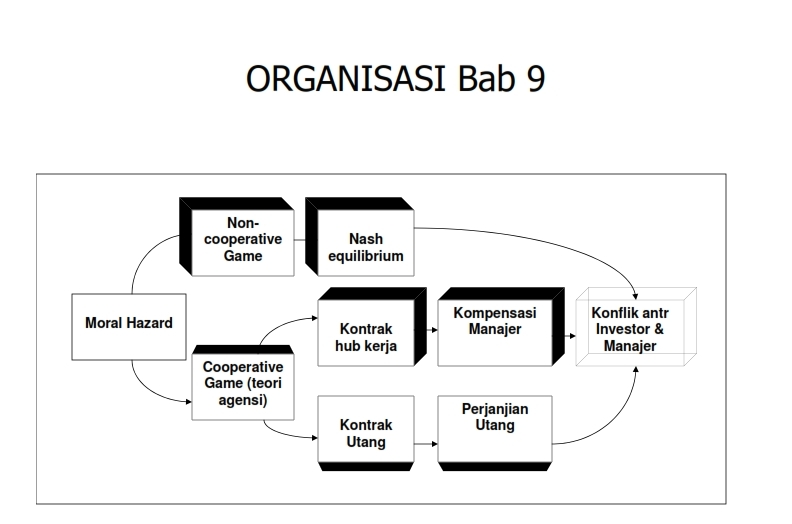 ORGANISASI Bab 9
Non-
cooperative
Game
Nash
equilibrium
Moral Hazard
Cooperative
Game (teori
agensi)
Kontrak
hub kerja
Kompensasi
Manajer
Konflik antr
Investor &
Manajer
Kontrak
Utang
Perjanjian
Utang